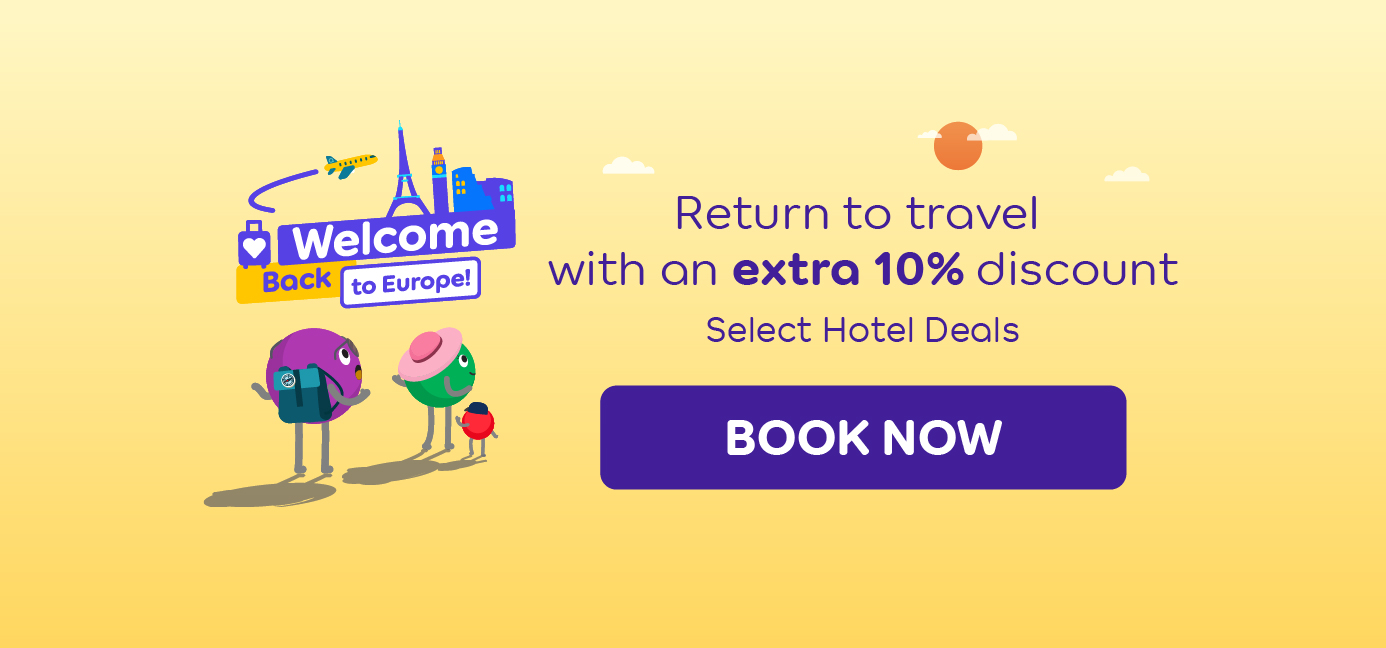 Welcome
Back to Europe!
Return to travel
with an extra 10% discount
Select Hotel Deals
BOOK NOW